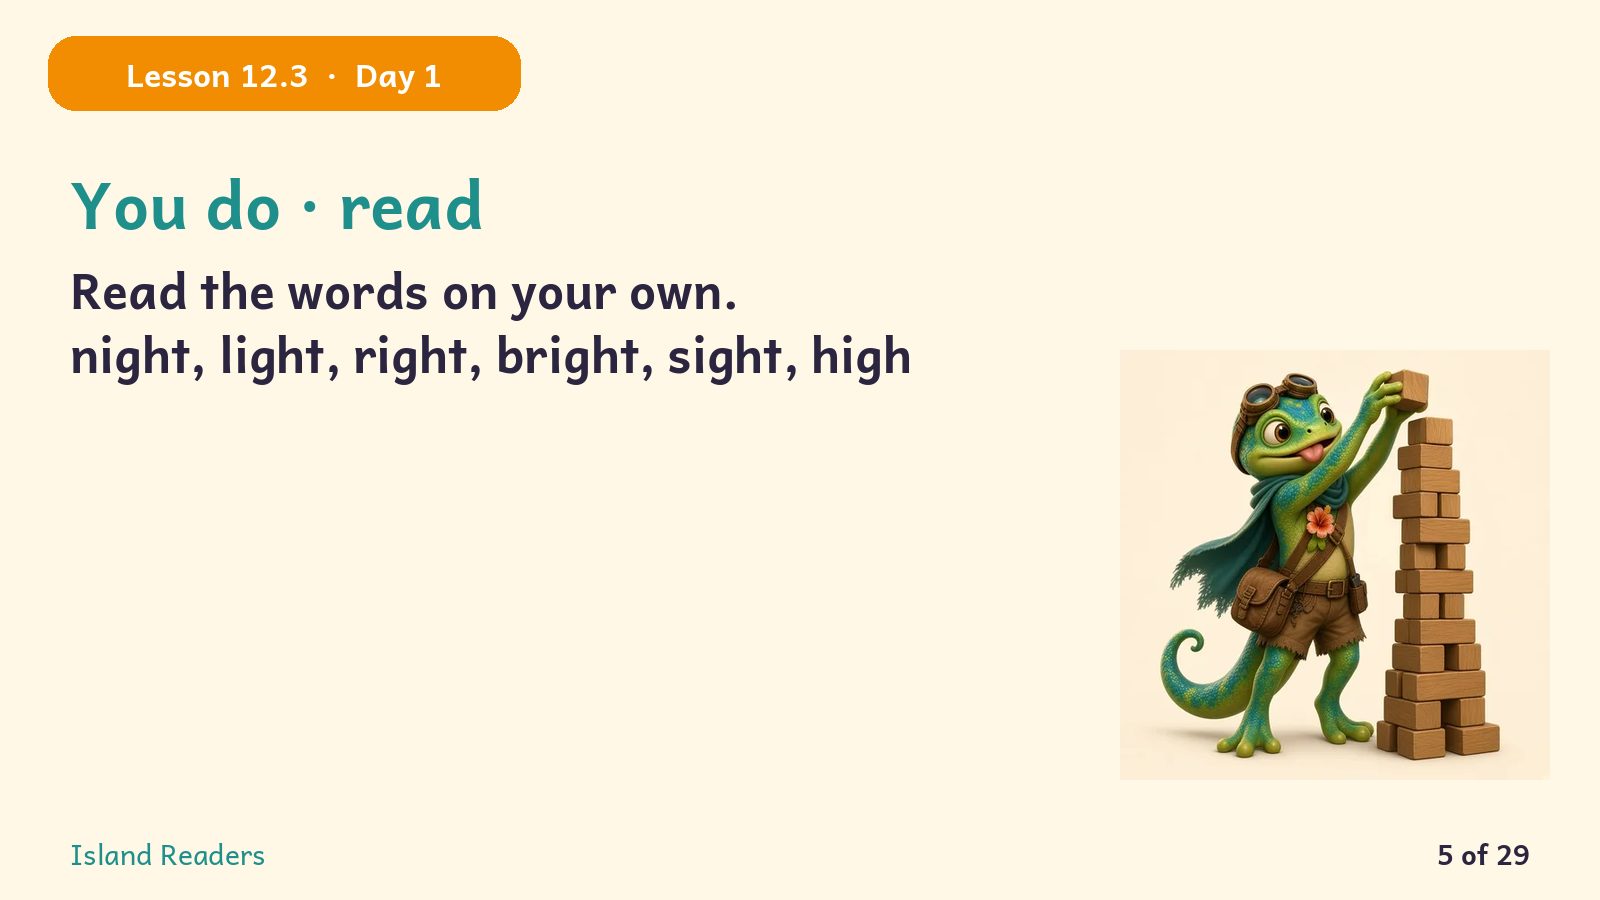 Lesson 12.3 · Day 1
You do · read
Read the words on your own.
night, light, right, bright, sight, high
Island Readers
5 of 29